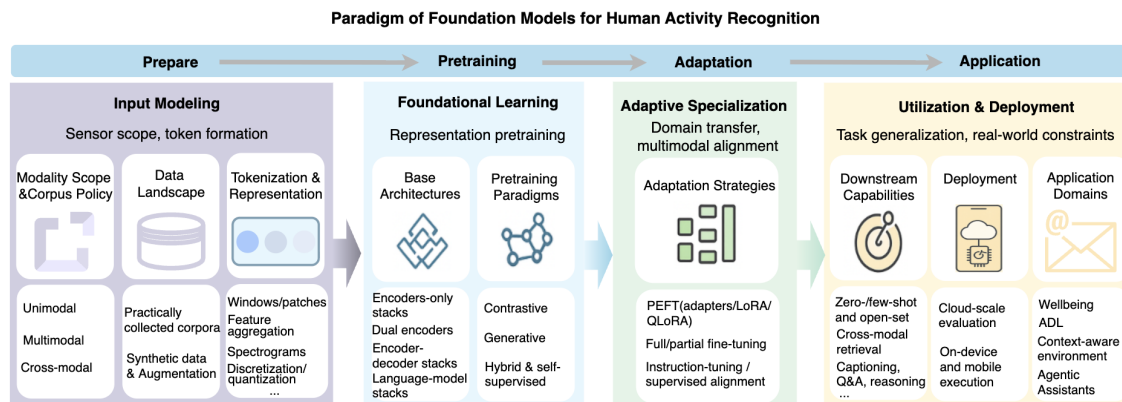 Paradigm of Foundation Models for Human Activity Recognition
Prepare
Pretraining
Adaptation
Application
Input Modeling
Sensor scope, token formation
Modality Scope
&Corpus Policy
Data
Landscape
Tokenization &
Representation
Unimodal
Multimodal
Cross-modal
Practically
collected corpora
Synthetic data
& Augmentation
Windows/patches
Feature
aggregation
Spectrograms
Discretization/
quantization
...
Foundational Learning
Representation pretraining
Base
Architectures
Pretraining
Paradigms
Encoders-only
stacks
Dual encoders
Encoder-
decoder stacks
Language-model
stacks
Contrastive
Generative
Hybrid & self-
supervised
Adaptive Specialization
Domain transfer,
multimodal alignment
Adaptation Strategies
PEFT(adapters/LoRA/
QLoRA)
Full/partial fine-tuning
Instruction-tuning /
supervised alignment
Utilization & Deployment
Task generalization, real-world constraints
Downstream
Capabilities
Deployment
Application
Domains
@
Zero-/few-shot
and open-set
Cross-modal
retrieval
Captioning,
Q&A, reasoning
...
Cloud-scale
evaluation
On-device
and mobile
execution
Wellbeing
ADL
Context-aware
environment
Agentic
Assistants